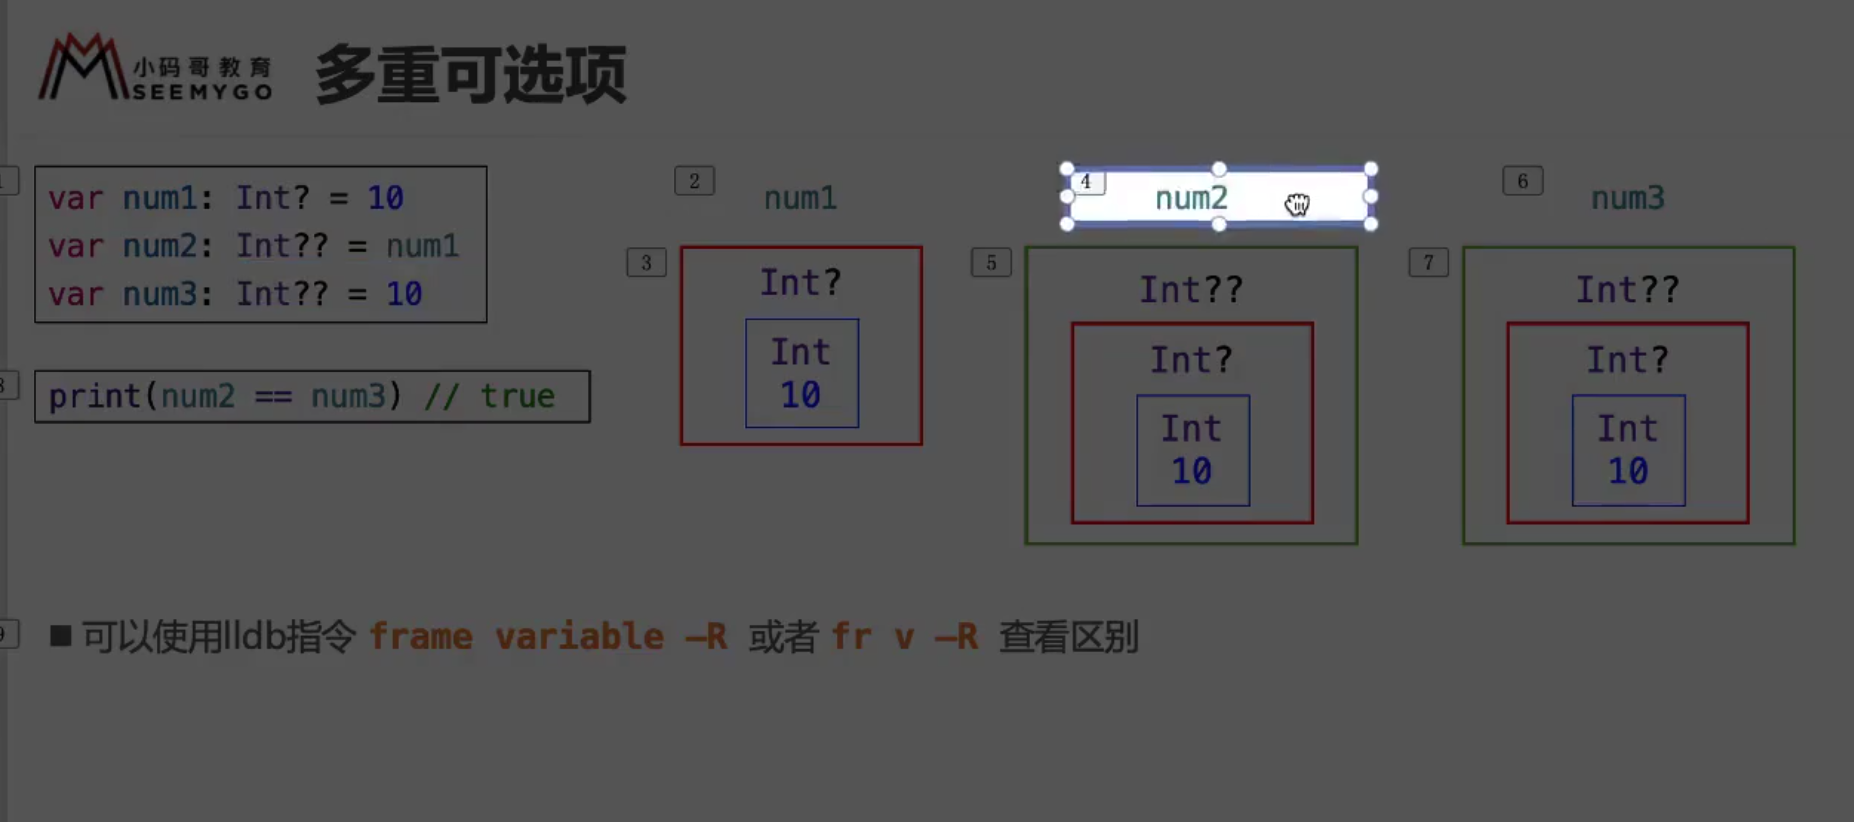 小码哥教育
SEEMYGO
多重可选项
var num1: Int? = 10
var num2: Int?? = num1
var num3: Int?? = 10
print(num2 == num3) // true
2
num1
3
Int?
Int
10
4
num2
5
Int??
Int?
Int
10
6
num3
7
Int??
Int?
Int
10
■ 可以使用lldb指令 frame variable –R 或者 fr v –R 查看区别